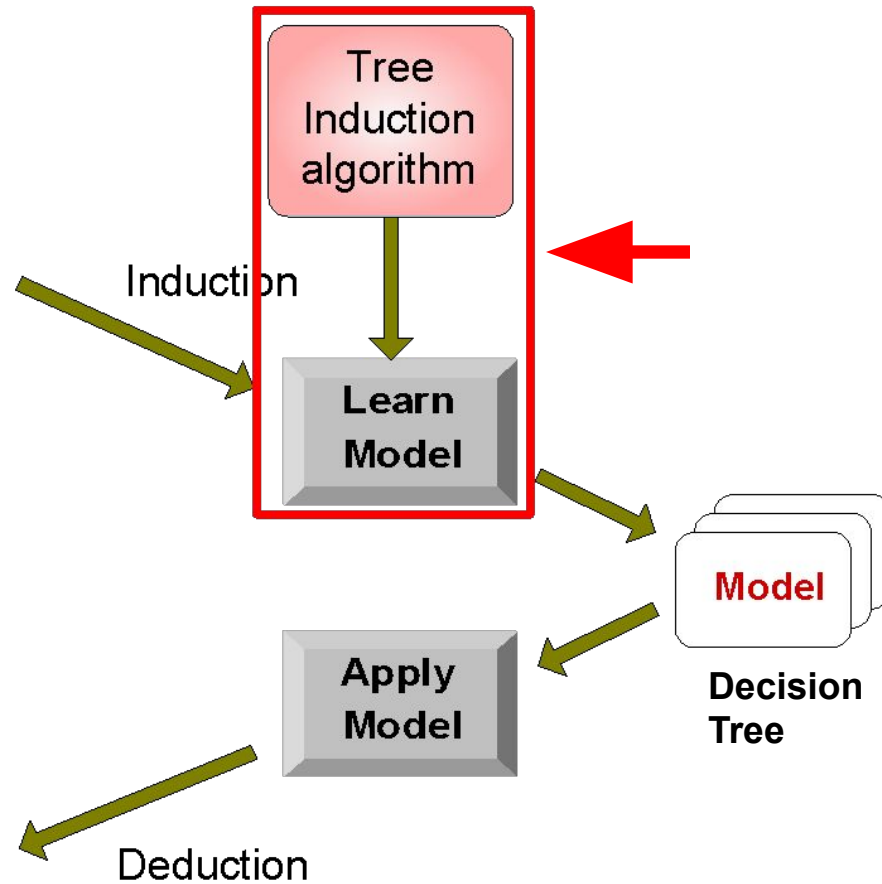 Tree
Induction
algorithm
Induction
Learn
Model
Model
Decision
Tree
Apply
Model
Deduction